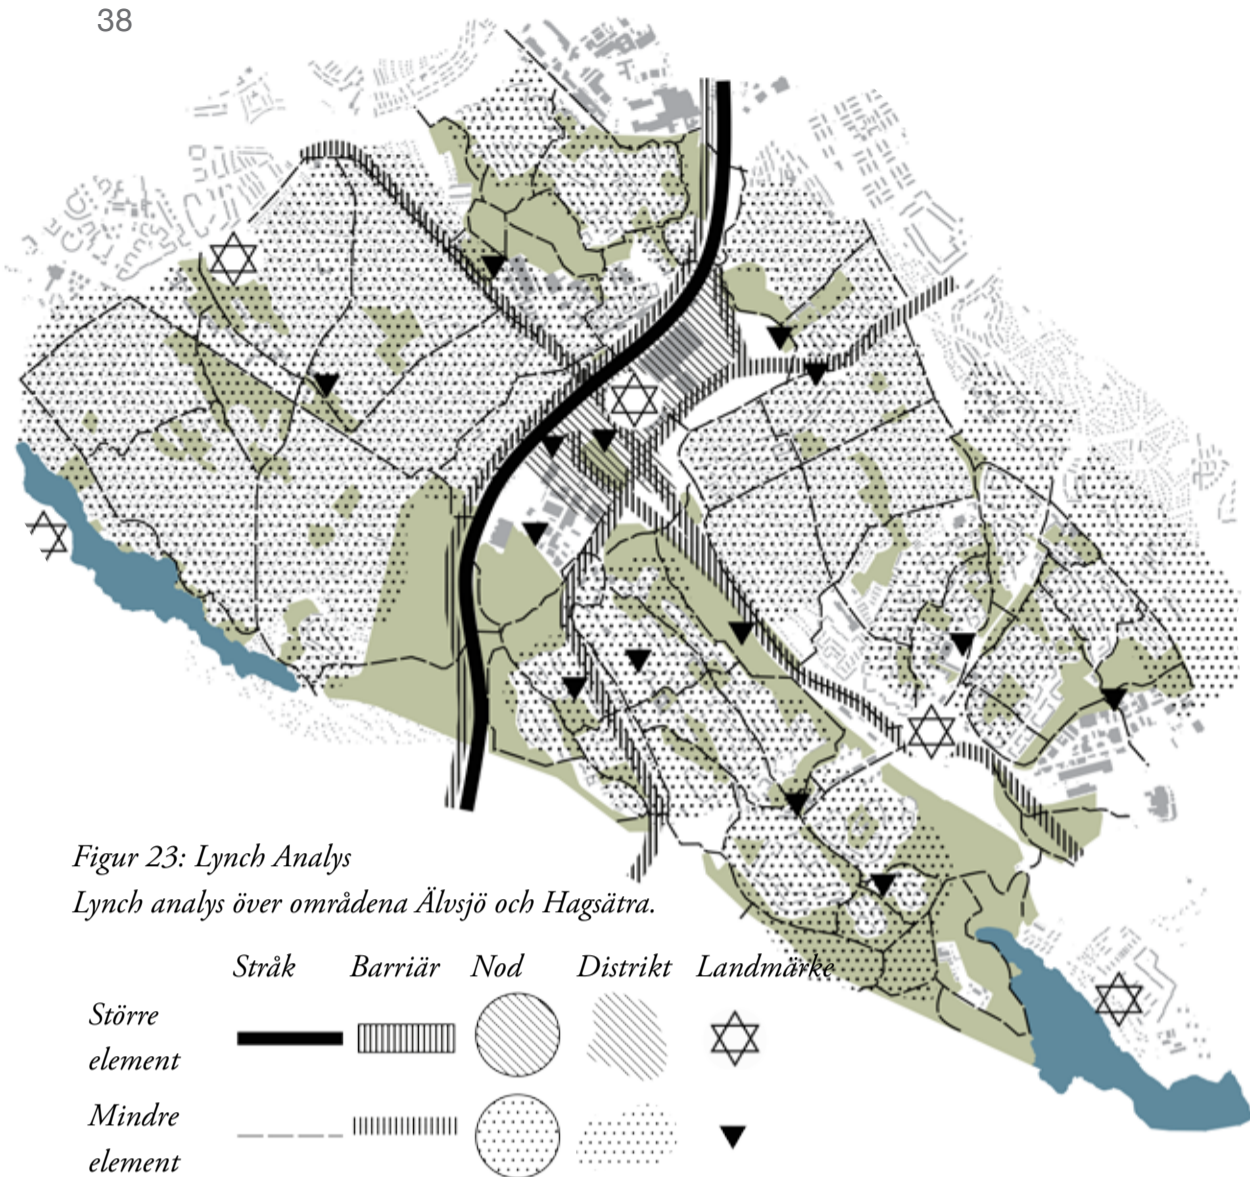 38
Figur 23: Lynch Analys
Lynch analys över områdena Älvsjö och Hagsätra.
Stråk Barriär Nod Distrikt Landmärke
Större
element
Mindre
element